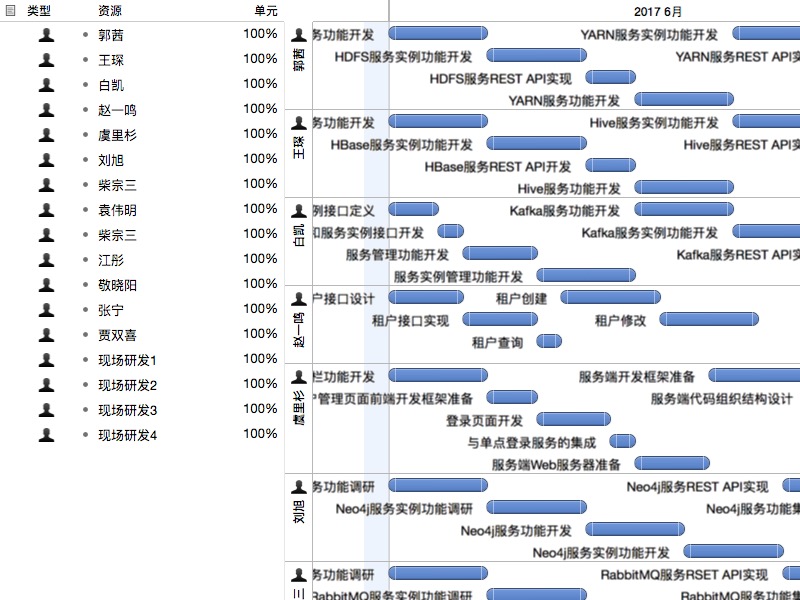 类型 资源 单元
郭茜 100%
王琛 100%
白凯 100%
赵一鸣 100%
虞里杉 100%
刘旭 100%
柴宗三 100%
袁伟明 100%
柴宗三 100%
江彤 100%
敬晓阳 100%
张宁 100%
贾双喜 100%
现场研发1 100%
现场研发2 100%
现场研发3 100%
现场研发4 100%
2017 6月
郭茜
务功能开发 YARN服务实例功能开发
HDFS服务实例功能开发 YARN服务REST API实
HDFS服务REST API实现
YARN服务功能开发
王琛
务功能开发 Hive服务实例功能开发
HBase服务实例功能开发 Hive服务REST API实
HBase服务REST API开发
Hive服务功能开发
白凯
例接口定义 Kafka服务功能开发
和服务实例接口开发 Kafka服务实例功能开发
服务管理功能开发 Kafka服务REST API实
服务实例管理功能开发
赵一鸣
户接口设计 租户创建
租户接口实现 租户修改
租户查询
虞里杉
栏功能开发 服务端开发框架准备
户管理页面前端开发框架准备 服务端代码组织结构设计
登录页面开发
与单点登录服务的集成
服务端Web服务器准备
刘旭
务功能调研 Neo4j服务REST API实现
Neo4j服务实例功能调研 Neo4j服务功能集
Neo4j服务功能开发
Neo4j服务实例功能开发
三
务功能调研 RabbitMQ服务RSET API实现
RabbitMQ服务实例功能调研 RabbitMQ服务功能集